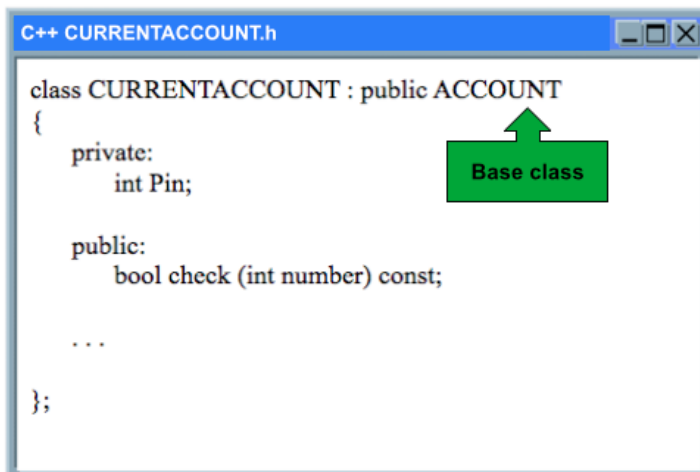 C++ CURRENTACCOUNT.h
class CURRENTACCOUNT : public ACCOUNT
{
private:
int Pin;
Base class
public:
bool check (int number) const;
. . .
};